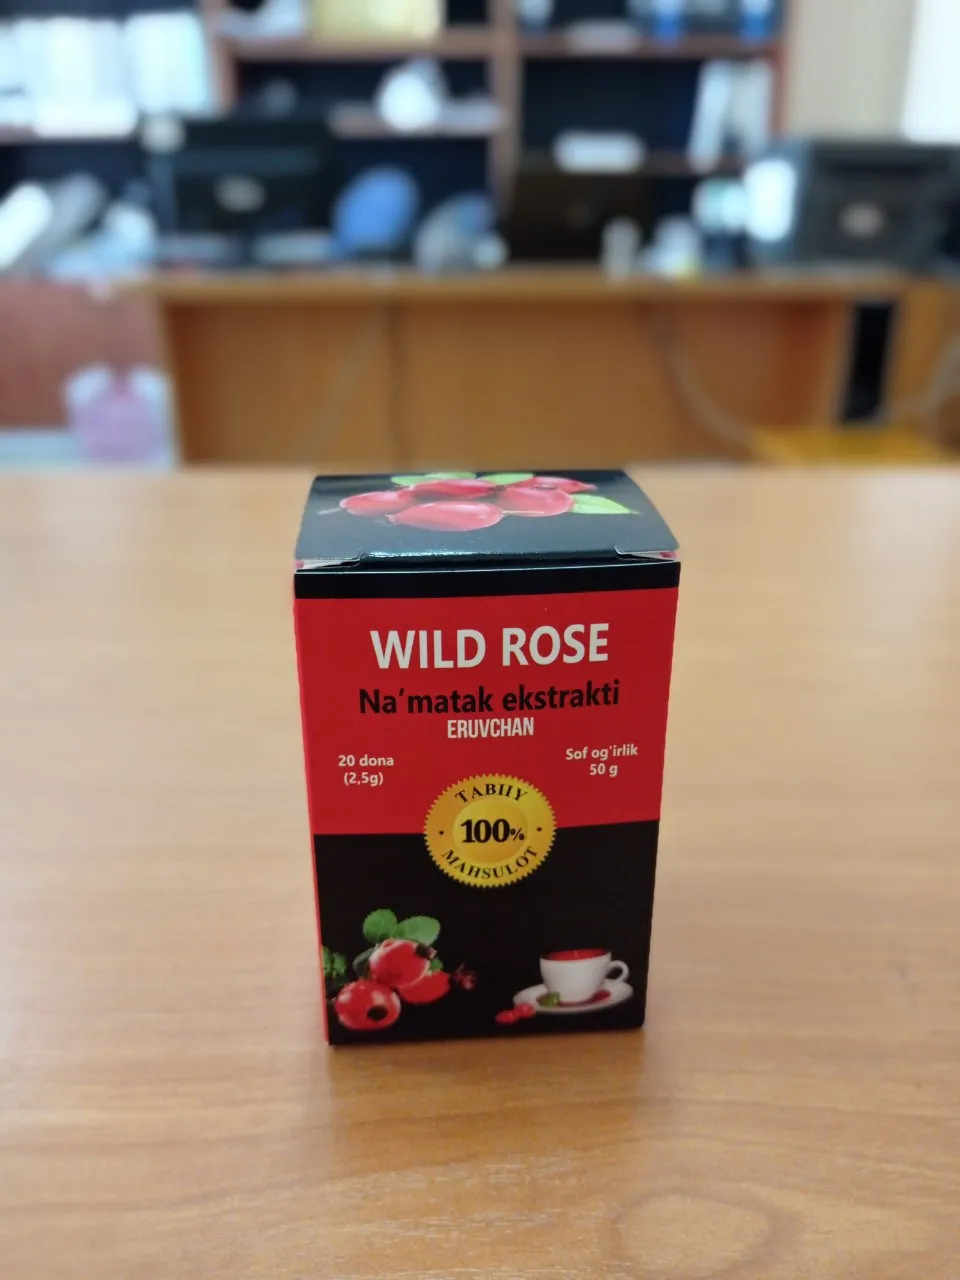 WILD ROSE
Na'matak ekstrakti
ERUVCHAN
20 dona
(2,5g)
Sof og'irlik
50 g
TABIIY
100%
MAHSULOT